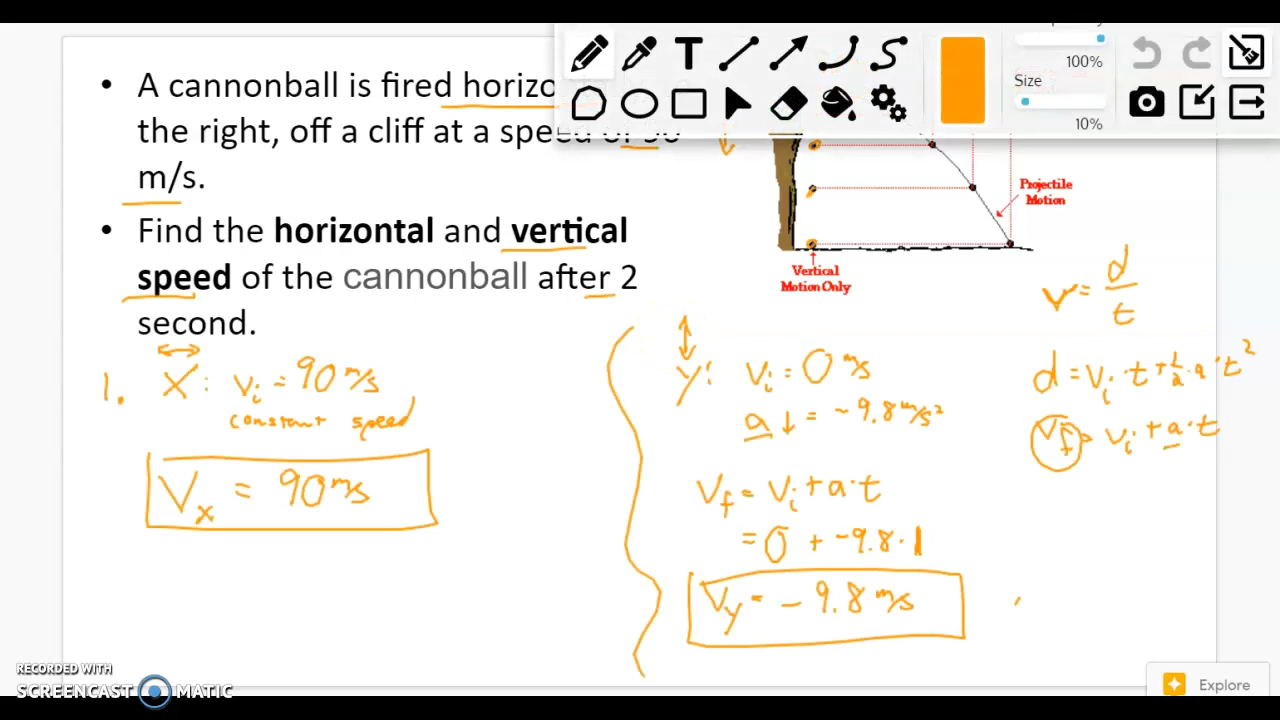 • A cannonball is fired horizo
the right, off a cliff at a speed of
m/s.
• Find the horizontal and vertical
speed of the cannonball after 2
second.
T
100%
Size
10%
Projectile
Motion
Vertical
Motion Only
v = d/t
1. X: Vi = 90 m/s
constant speed
Vx = 90 m/s
y: Vi = 0 m/s
a ↓ = -9.8 m/s²
Vf = Vi + a·t
= 0 + -9.8·1
Vy = -9.8 m/s
d = Vi·t + 1/2·a·t²
Vf = Vi + a·t
RECORDED WITH
SCREENCAST MATIC
Explore